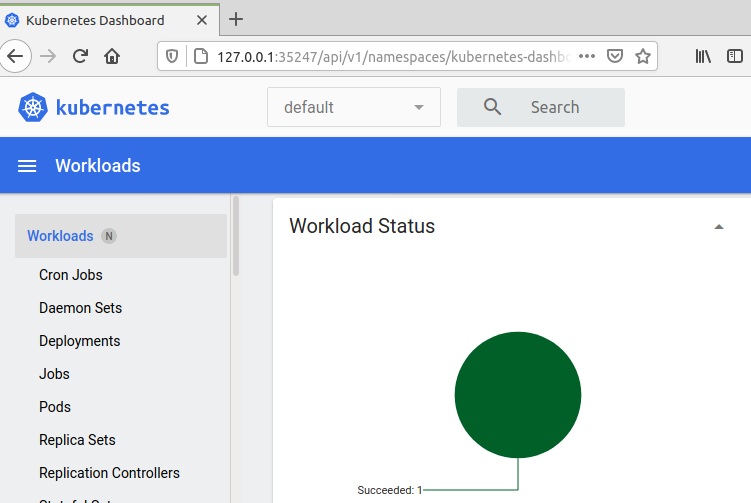 Kubernetes Dashboard
127.0.0.1:35247/api/v1/namespaces/kubernetes-dashbo
kubernetes
default
Search
Workloads
Workloads N
Cron Jobs
Daemon Sets
Deployments
Jobs
Pods
Replica Sets
Replication Controllers
Workload Status
Succeeded: 1